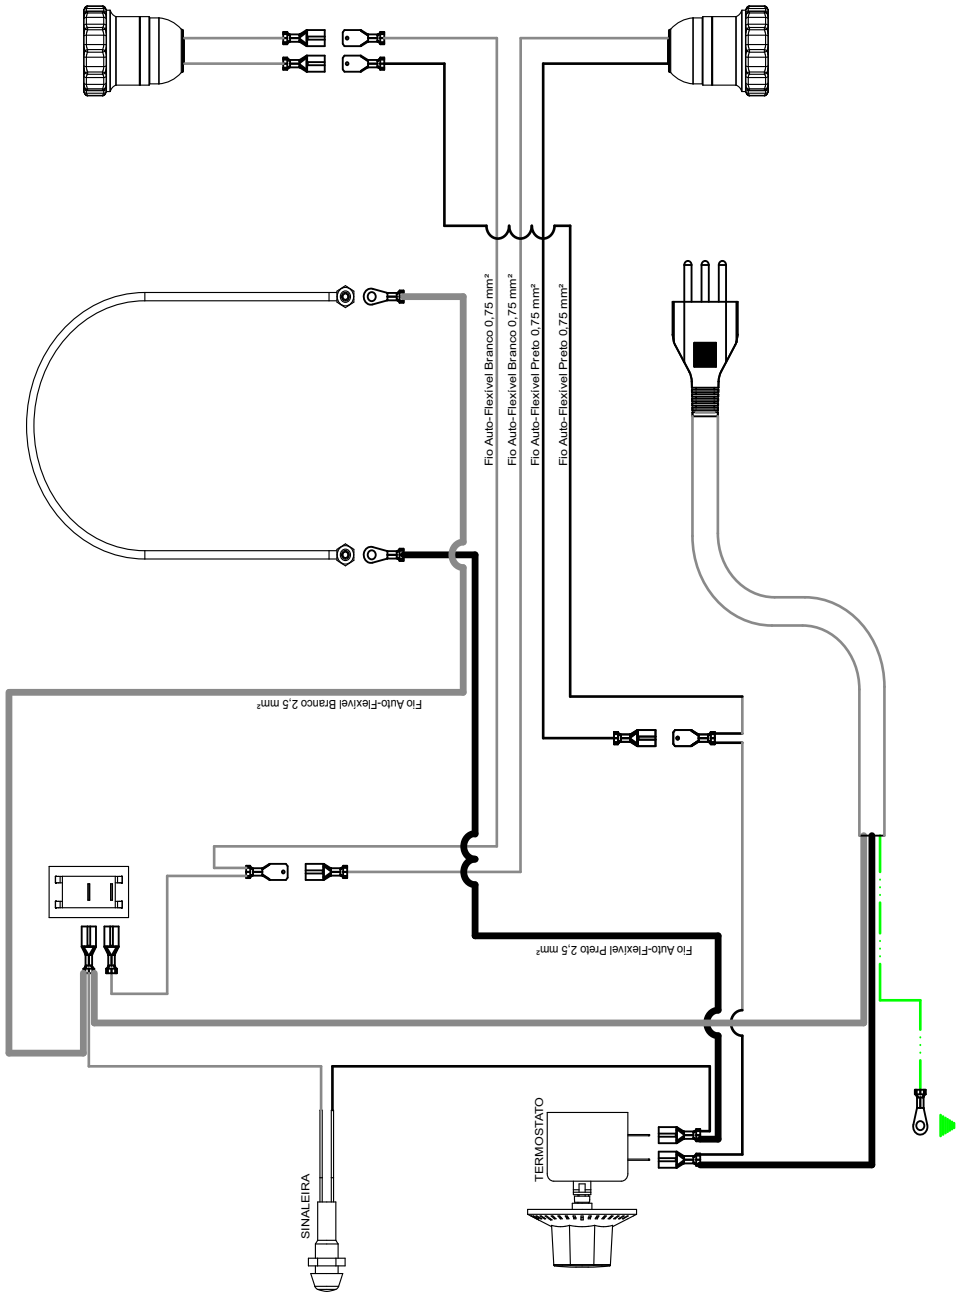 Fio Auto-Flexível Branco 0,75 mm²
Fio Auto-Flexível Branco 0,75 mm²
Fio Auto-Flexível Preto 0,75 mm²
Fio Auto-Flexível Preto 0,75 mm²
Fio Auto-Flexível Branco 2,5 mm²
Fio Auto-Flexível Preto 2,5 mm²
TERMOSTATO
SINALEIRA